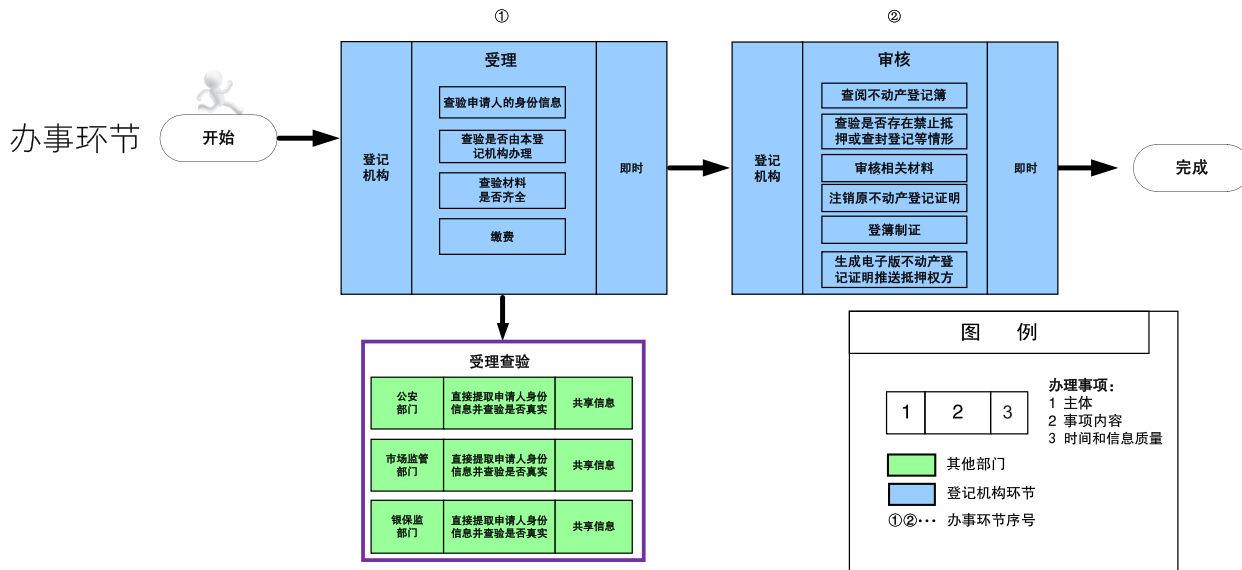 办事环节
开始
①
登记
机构
受理
查验申请人的身份信息
查验是否由本登
记机构办理
查验材料
是否齐全
缴费
即时
②
登记
机构
审核
查阅不动产登记簿
查验是否存在禁止抵
押或查封登记等情形
审核相关材料
注销原不动产登记证明
登簿制证
生成电子版不动产登
记证明推送抵押权方
即时
完成
受理查验
公安
部门
直接提取申请人身份
信息并查验是否真实
共享信息
市场监管
部门
直接提取申请人身份
信息并查验是否真实
共享信息
银保监
部门
直接提取申请人身份
信息并查验是否真实
共享信息
图 例
1
2
3
办理事项：
1 主体
2 事项内容
3 时间和信息质量
其他部门
登记机构环节
①②··· 办事环节序号